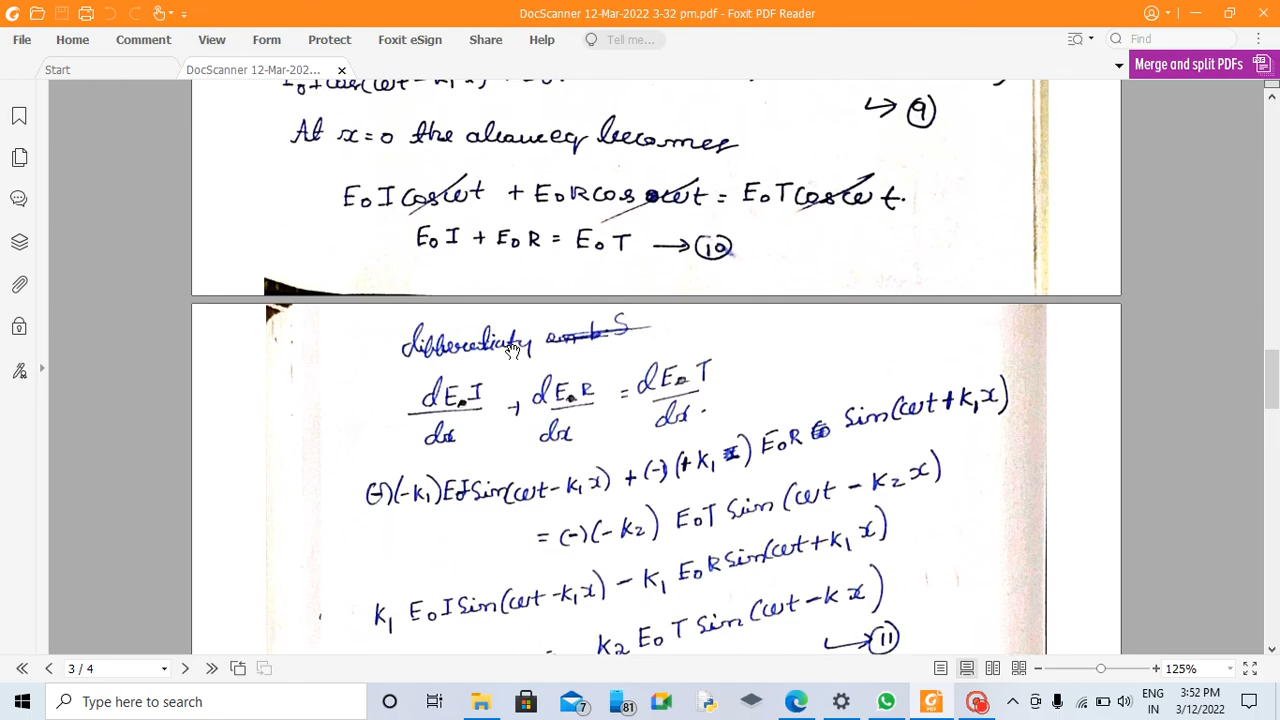 DocScanner 12-Mar-2022 3-32 pm.pdf - Foxit PDF Reader
File Home Comment View Form Protect Foxit eSign Share Help Tell me... Find
Start DocScanner 12-Mar-202... Merge and split PDFs
→ (9)
At x=0 the above eq becomes
E₀I cosωt + E₀R cos ωt = E₀T cosωt.
E₀I + E₀R = E₀T → (10)
differentiating
dE₀I/dx + dE₀R/dx = dE₀T/dx.
(-)(-k₁)EI Sin(ωt-k₁x) + (-)(+k₁) E₀R Sin(ωt+k₁x)
= (-)(-k₂) E₀T Sin(ωt - k₂x)
k₁ E₀I Sin(ωt-k₁x) - k₁ E₀R Sin(ωt+k₁x)
= k₂ E₀T Sin(ωt-kx)
→ (11)
3 / 4 125%
Type here to search 7 81 ENG IN 3:52 PM 3/12/2022